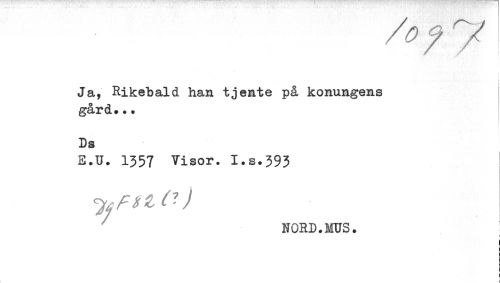 1097
Ja, Rikebald han tjente på konungens
gård...
Ds
E.U. 1357 Visor. I.s.393
DgF 82 (?)
NORD.MUS.